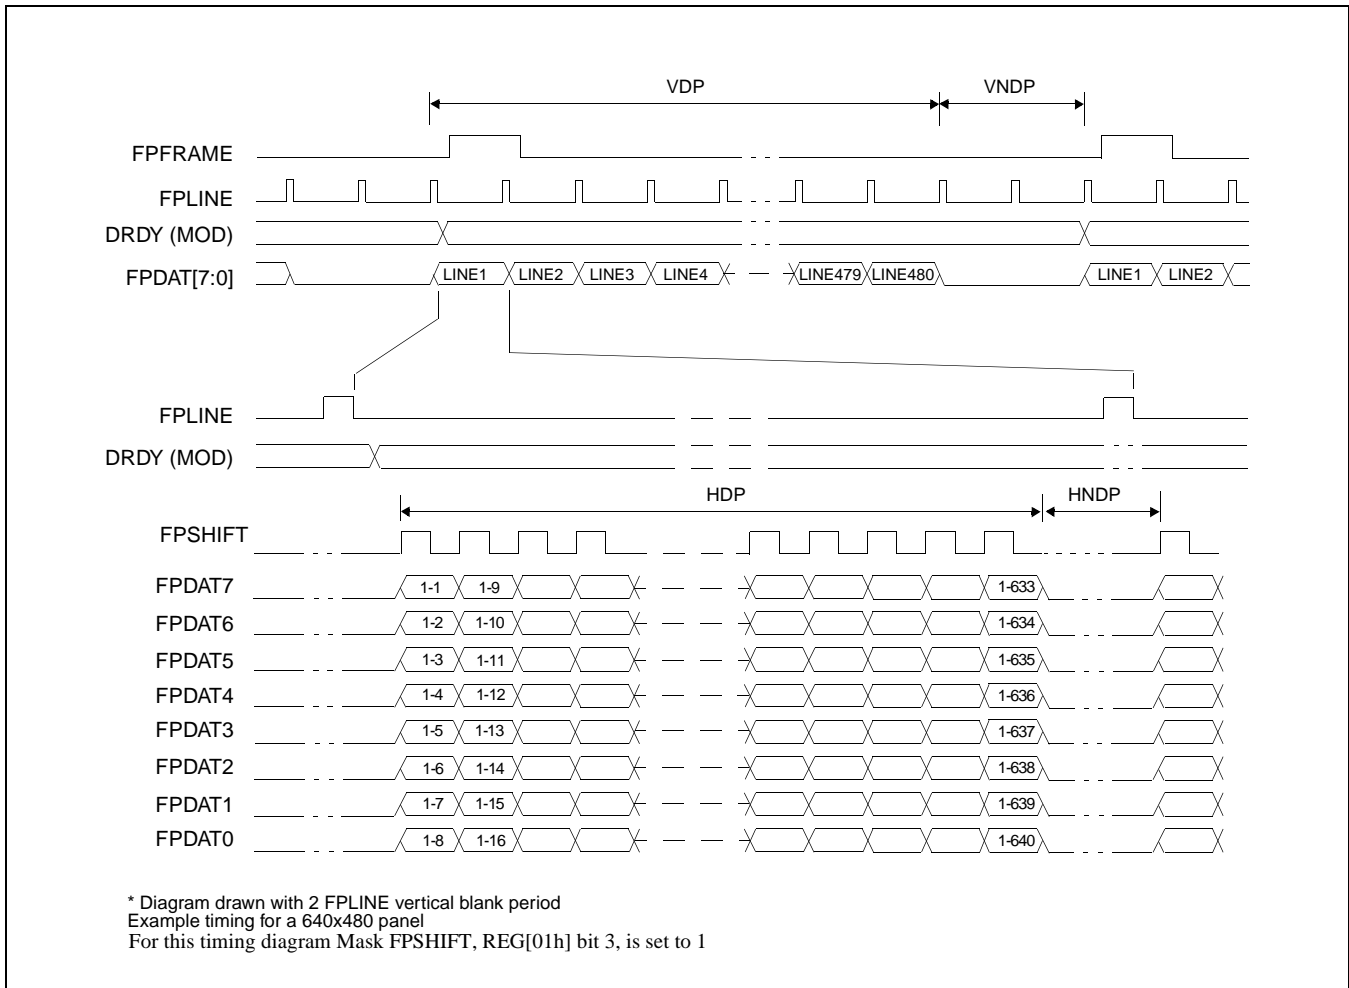 VDP VNDP
FPFRAME
FPLINE
DRDY (MOD)
FPDAT[7:0] LINE1 LINE2 LINE3 LINE4 LINE479 LINE480 LINE1 LINE2
FPLINE
DRDY (MOD)
HDP HNDP
FPSHIFT
FPDAT7 1-1 1-9 1-633
FPDAT6 1-2 1-10 1-634
FPDAT5 1-3 1-11 1-635
FPDAT4 1-4 1-12 1-636
FPDAT3 1-5 1-13 1-637
FPDAT2 1-6 1-14 1-638
FPDAT1 1-7 1-15 1-639
FPDAT0 1-8 1-16 1-640
* Diagram drawn with 2 FPLINE vertical blank period
Example timing for a 640x480 panel
For this timing diagram Mask FPSHIFT, REG[01h] bit 3, is set to 1